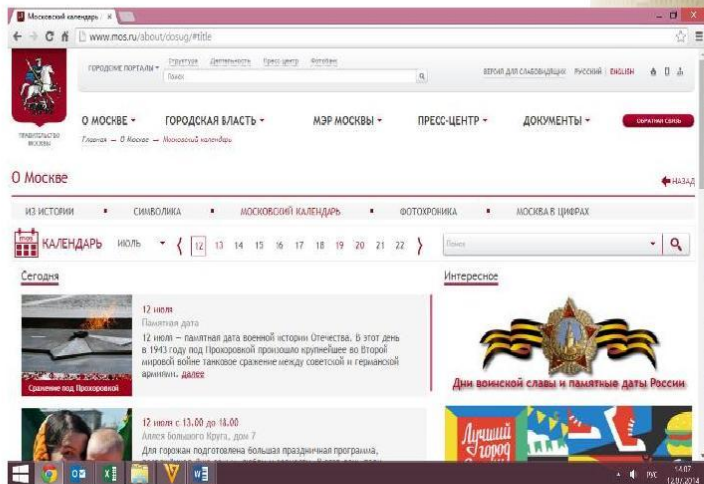 Московский календарь
www.mos.ru/about/dosug/#title
ГОРОДСКИЕ ПОРТАЛЫ
Структура Деятельность Пресс-центр Фотобанк
Поиск
ВЕРСИЯ ДЛЯ СЛАБОВИДЯЩИХ РУССКИЙ ENGLISH
ПРАВИТЕЛЬСТВО МОСКВЫ
О МОСКВЕ ГОРОДСКАЯ ВЛАСТЬ МЭР МОСКВЫ ПРЕСС-ЦЕНТР ДОКУМЕНТЫ ОБРАТНАЯ СВЯЗЬ
Главная — О Москве — Московский календарь
О Москве
НАЗАД
ИЗ ИСТОРИИ СИМВОЛИКА МОСКОВСКИЙ КАЛЕНДАРЬ ФОТОХРОНИКА МОСКВА В ЦИФРАХ
КАЛЕНДАРЬ ИЮЛЬ 12 13 14 15 16 17 18 19 20 21 22 Поиск
Сегодня
Сражение под Прохоровкой
12 июля
Памятная дата
12 июля – памятная дата военной истории Отечества. В этот день
в 1943 году под Прохоровкой произошло крупнейшее во Второй
мировой войне танковое сражение между советской и германской
армиями. далее
12 июля с 13.00 до 18.00
Аллея Большого Круга, дом 7
Для горожан подготовлена большая праздничная программа,
Интересное
Дни воинской славы и памятные даты России
Лучший город
РУС
14:07
12.07.2014